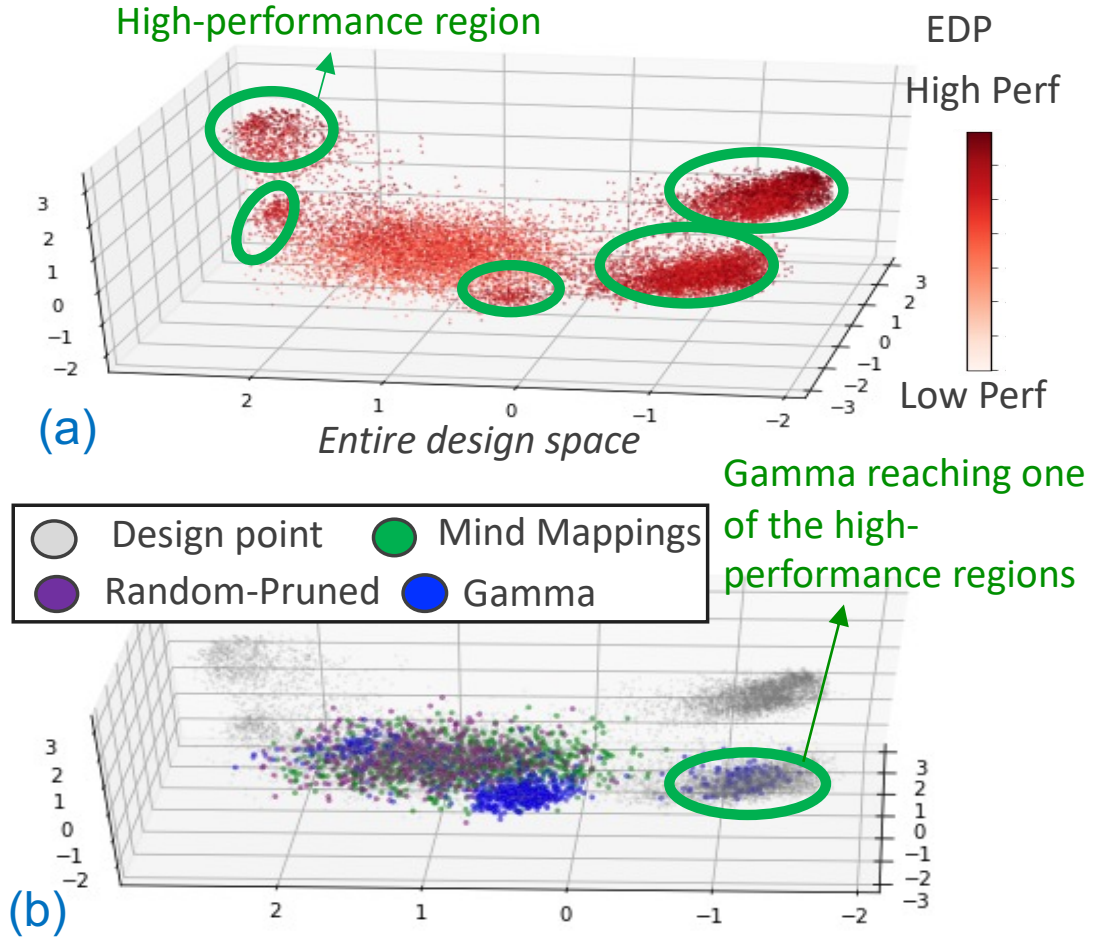 High-performance region
EDP
High Perf
Low Perf
3
2
1
0
−1
−2
2
1
0
−1
−2
3
2
1
0
−1
−2
−3
(a)
Entire design space
Gamma reaching one
of the high-
performance regions
Design point
Mind Mappings
Random-Pruned
Gamma
3
2
1
0
−1
−2
2
1
0
−1
−2
3
2
1
0
−1
−2
−3
(b)